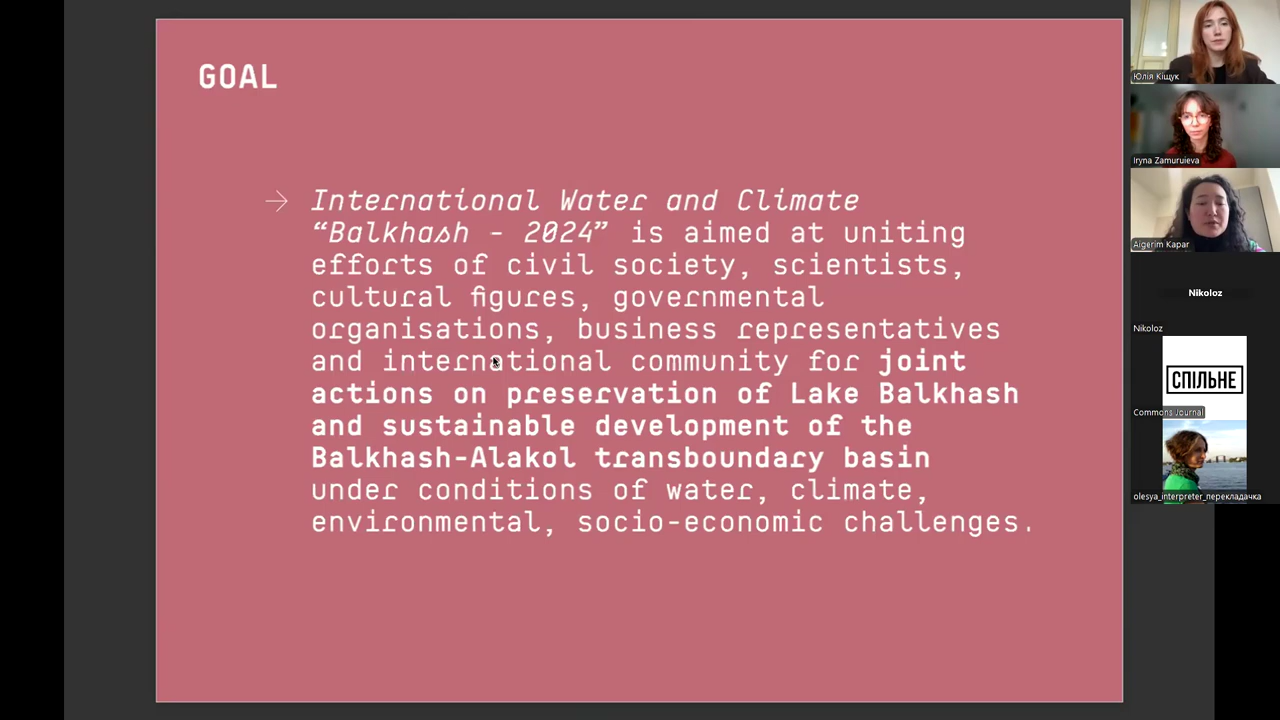 GOAL
→ International Water and Climate
“Balkhash - 2024” is aimed at uniting
efforts of civil society, scientists,
cultural figures, governmental
organisations, business representatives
and international community for joint
actions on preservation of Lake Balkhash
and sustainable development of the
Balkhash-Alakol transboundary basin
under conditions of water, climate,
environmental, socio-economic challenges.
Юлія Кіщук
Iryna Zamuruieva
Aigerim Kapar
Nikoloz
Nikoloz
СПІЛЬНЕ
Commons Journal
olesya_interpreter_перекладачка